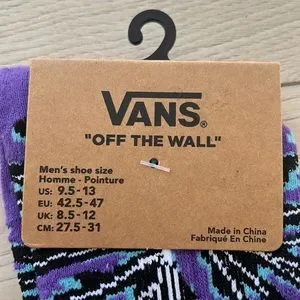 VANS®
"OFF THE WALL"
Men's shoe size
Homme - Pointure
US: 9.5-13
EU: 42.5-47
UK: 8.5-12
CM: 27.5-31
Made in China
Fabriqué En Chine